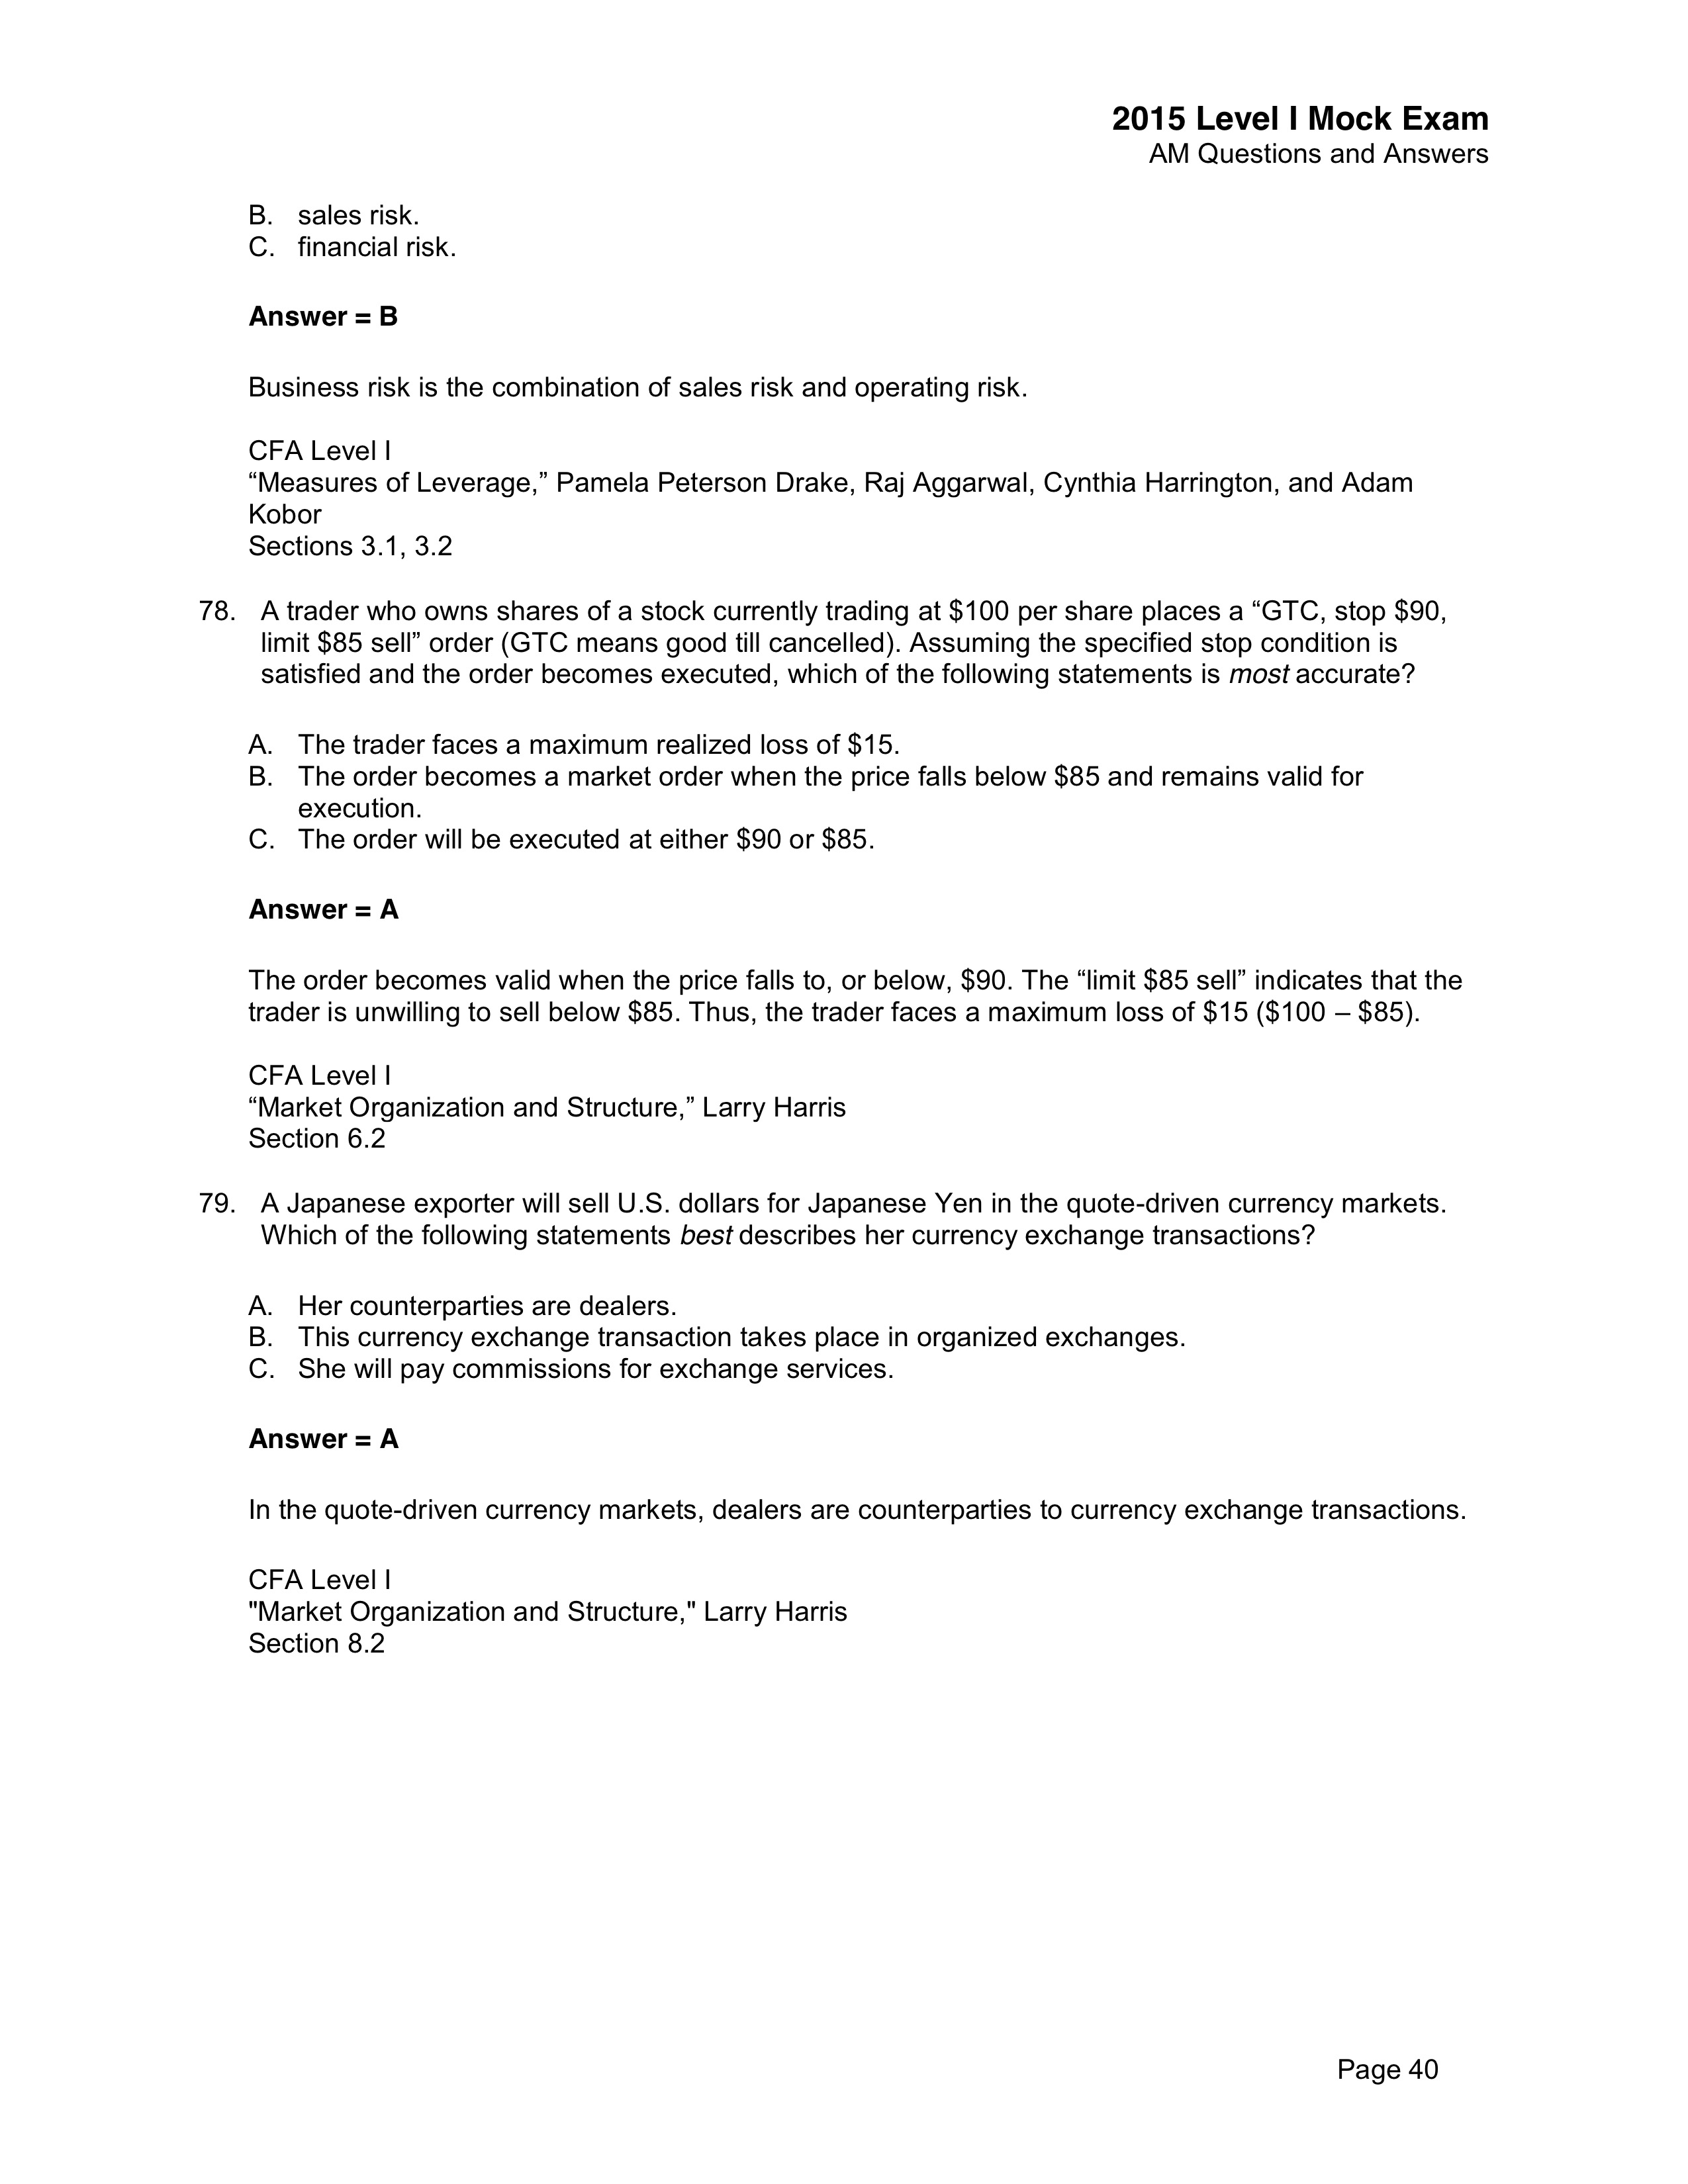 2015 Level I Mock Exam
AM Questions and Answers
B. sales risk.
C. financial risk.
Answer = B
Business risk is the combination of sales risk and operating risk.
CFA Level I
“Measures of Leverage,” Pamela Peterson Drake, Raj Aggarwal, Cynthia Harrington, and Adam
Kobor
Sections 3.1, 3.2
78. A trader who owns shares of a stock currently trading at $100 per share places a “GTC, stop $90,
limit $85 sell” order (GTC means good till cancelled). Assuming the specified stop condition is
satisfied and the order becomes executed, which of the following statements is most accurate?
A. The trader faces a maximum realized loss of $15.
B. The order becomes a market order when the price falls below $85 and remains valid for
execution.
C. The order will be executed at either $90 or $85.
Answer = A
The order becomes valid when the price falls to, or below, $90. The “limit $85 sell” indicates that the
trader is unwilling to sell below $85. Thus, the trader faces a maximum loss of $15 ($100 – $85).
CFA Level I
“Market Organization and Structure,” Larry Harris
Section 6.2
79. A Japanese exporter will sell U.S. dollars for Japanese Yen in the quote-driven currency markets.
Which of the following statements best describes her currency exchange transactions?
A. Her counterparties are dealers.
B. This currency exchange transaction takes place in organized exchanges.
C. She will pay commissions for exchange services.
Answer = A
In the quote-driven currency markets, dealers are counterparties to currency exchange transactions.
CFA Level I
"Market Organization and Structure," Larry Harris
Section 8.2
Page 40